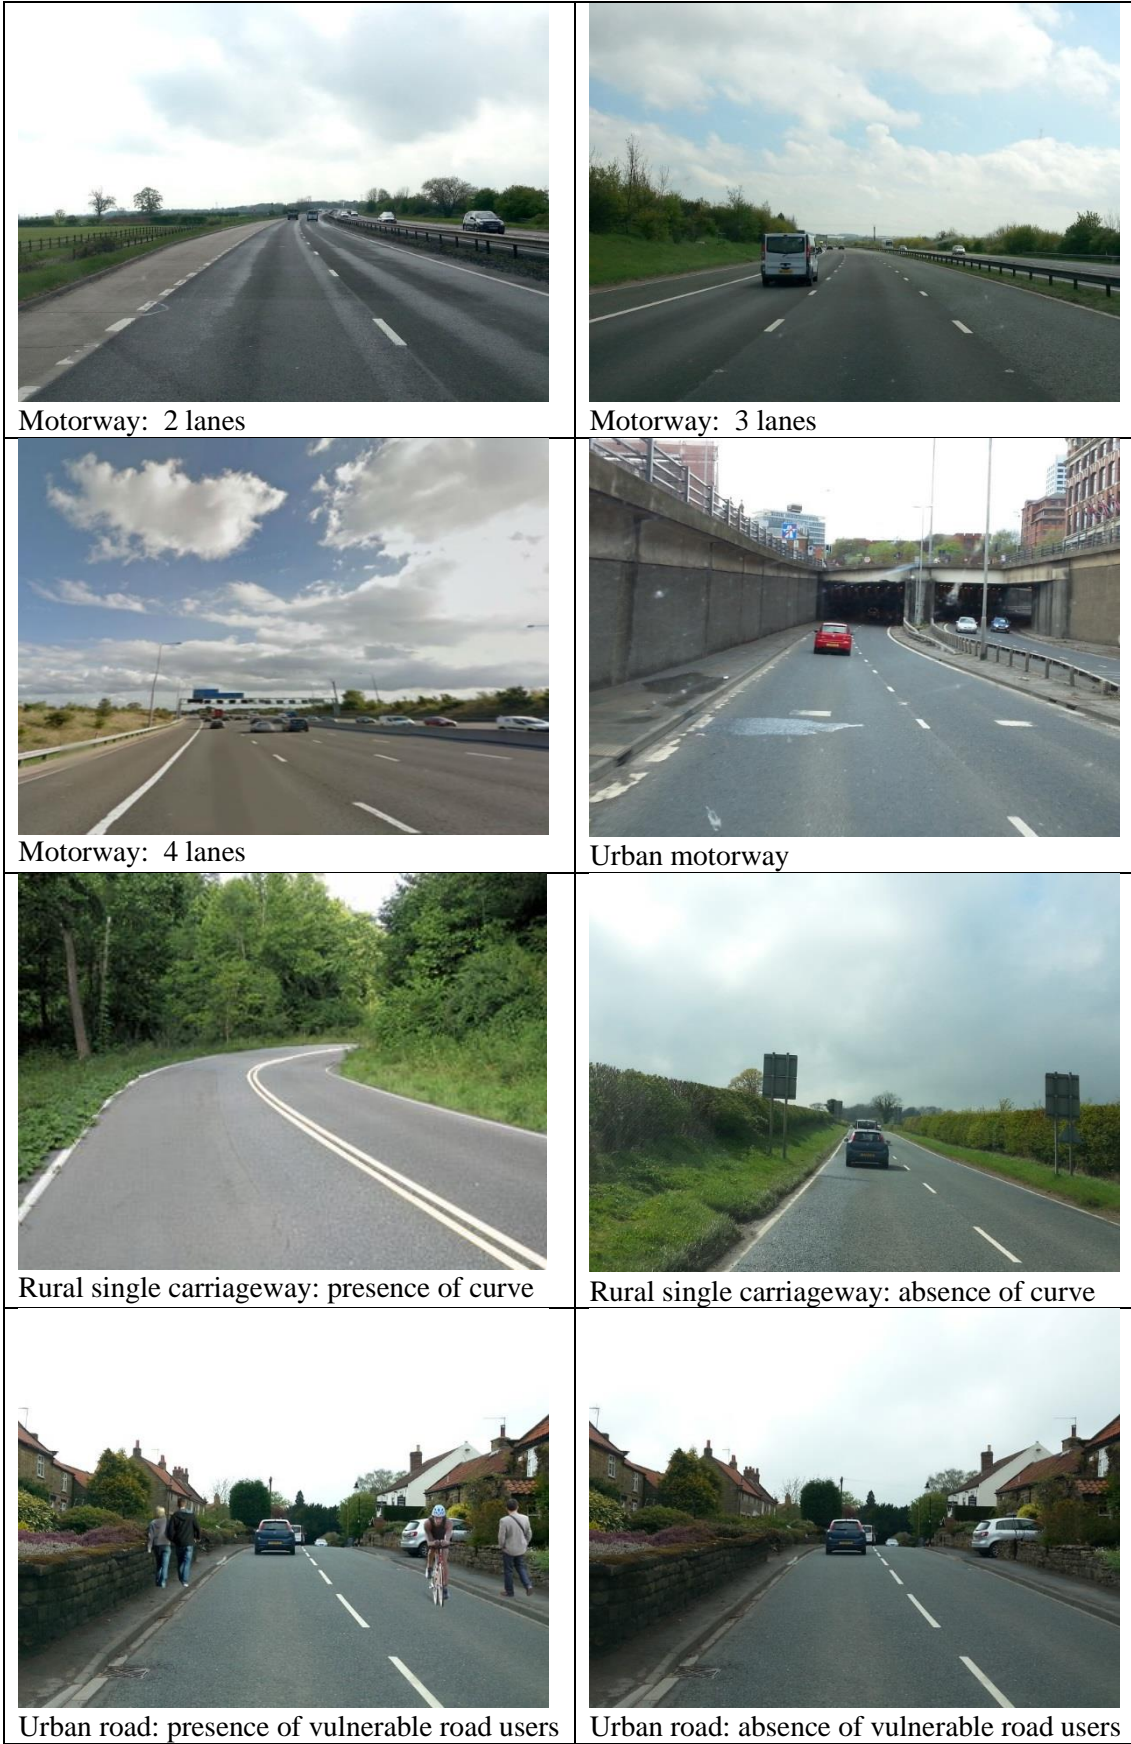 Motorway:  2 lanes
Motorway:  3 lanes
Motorway:  4 lanes
Urban motorway
Rural single carriageway: presence of curve
Rural single carriageway: absence of curve
Urban road: presence of vulnerable road users
Urban road: absence of vulnerable road users